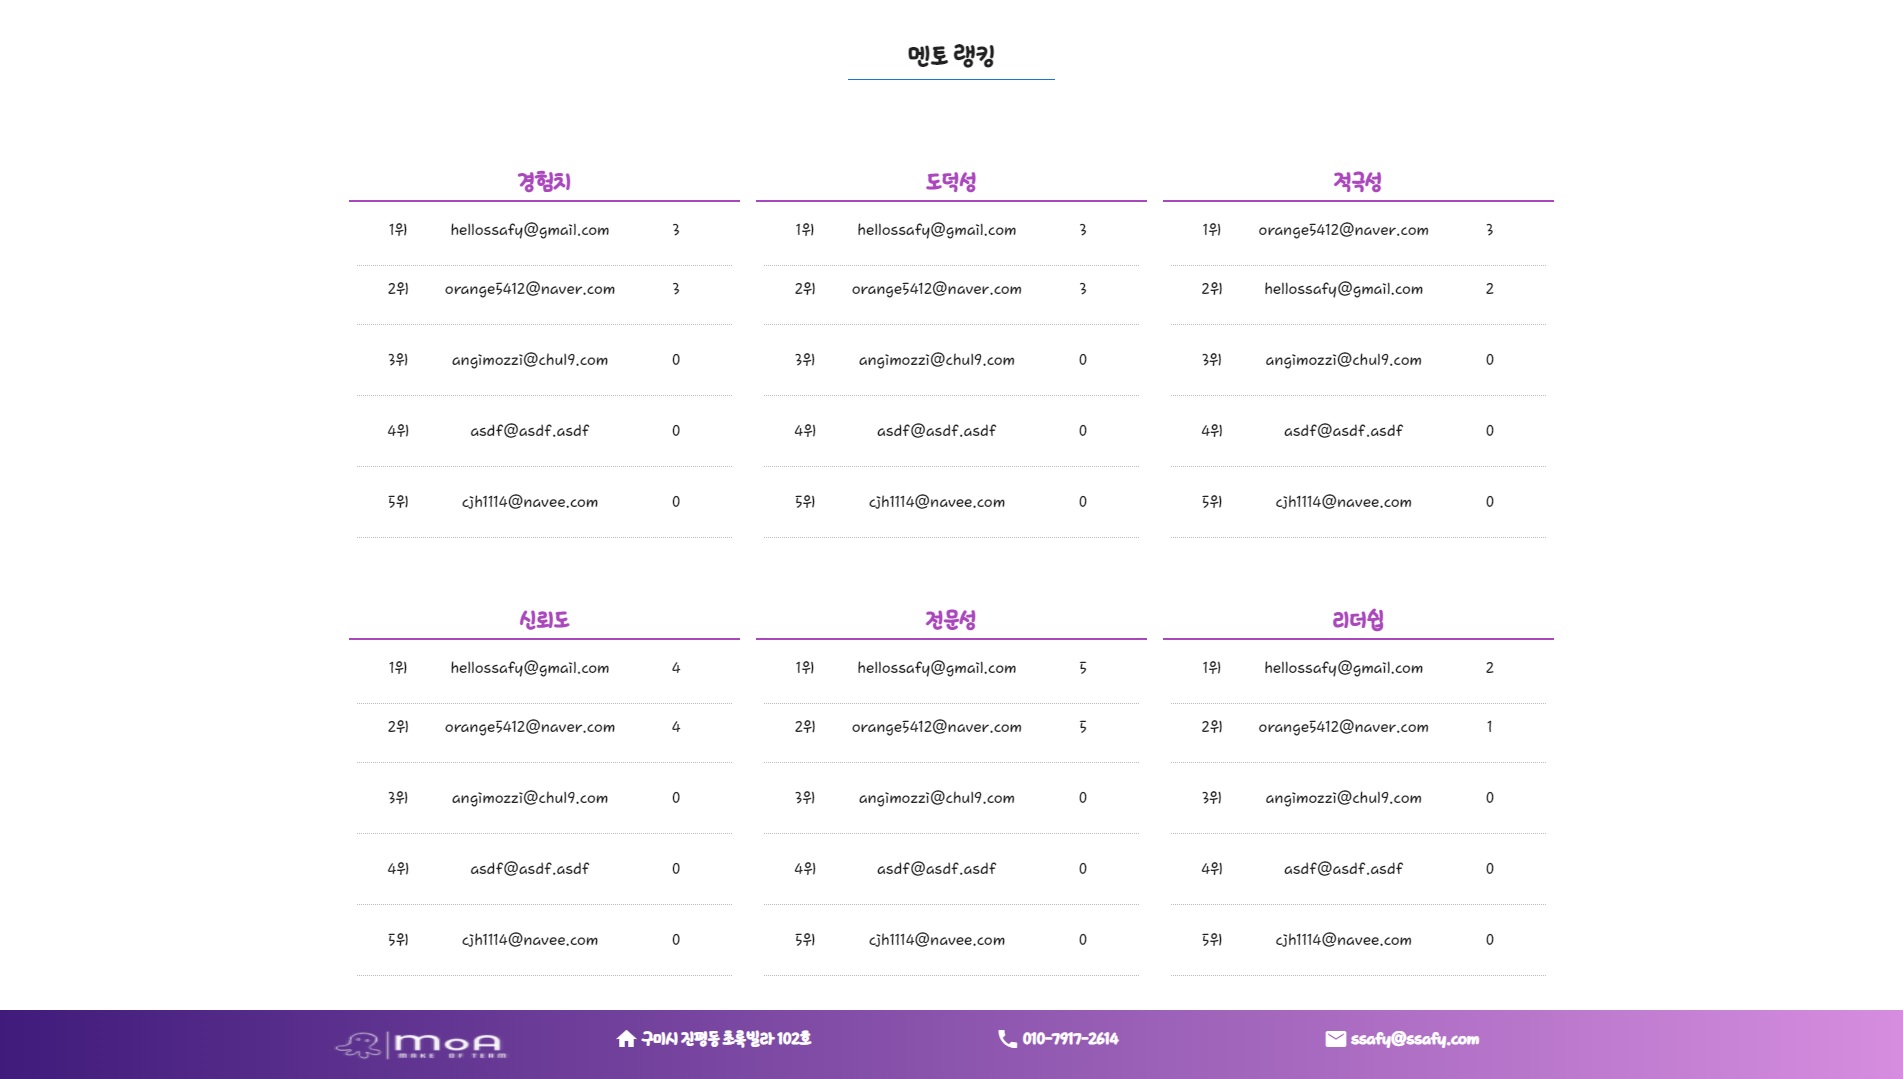 멘토 랭킹
경험치
1위 hellossafy@gmail.com 3
2위 orange5412@naver.com 3
3위 angimozzi@chul9.com 0
4위 asdf@asdf.asdf 0
5위 cjh1114@navee.com 0
도덕성
1위 hellossafy@gmail.com 3
2위 orange5412@naver.com 3
3위 angimozzi@chul9.com 0
4위 asdf@asdf.asdf 0
5위 cjh1114@navee.com 0
적극성
1위 orange5412@naver.com 3
2위 hellossafy@gmail.com 2
3위 angimozzi@chul9.com 0
4위 asdf@asdf.asdf 0
5위 cjh1114@navee.com 0
신뢰도
1위 hellossafy@gmail.com 4
2위 orange5412@naver.com 4
3위 angimozzi@chul9.com 0
4위 asdf@asdf.asdf 0
5위 cjh1114@navee.com 0
전문성
1위 hellossafy@gmail.com 5
2위 orange5412@naver.com 5
3위 angimozzi@chul9.com 0
4위 asdf@asdf.asdf 0
5위 cjh1114@navee.com 0
리더쉽
1위 hellossafy@gmail.com 2
2위 orange5412@naver.com 1
3위 angimozzi@chul9.com 0
4위 asdf@asdf.asdf 0
5위 cjh1114@navee.com 0
MOA
MAKE OF TERM
구미시 진평동 초록빌라 102호
010-7917-2614
ssafy@ssafy.com